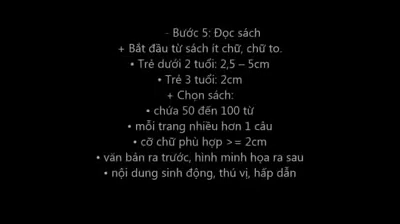 - Bước 5: Đọc sách
+ Bắt đầu từ sách ít chữ, chữ to.
• Trẻ dưới 2 tuổi: 2,5 – 5cm
• Trẻ 3 tuổi: 2cm
+ Chọn sách:
• chứa 50 đến 100 từ
• mỗi trang nhiều hơn 1 câu
• cỡ chữ phù hợp >= 2cm
• văn bản ra trước, hình minh họa ra sau
• nội dung sinh động, thú vị, hấp dẫn